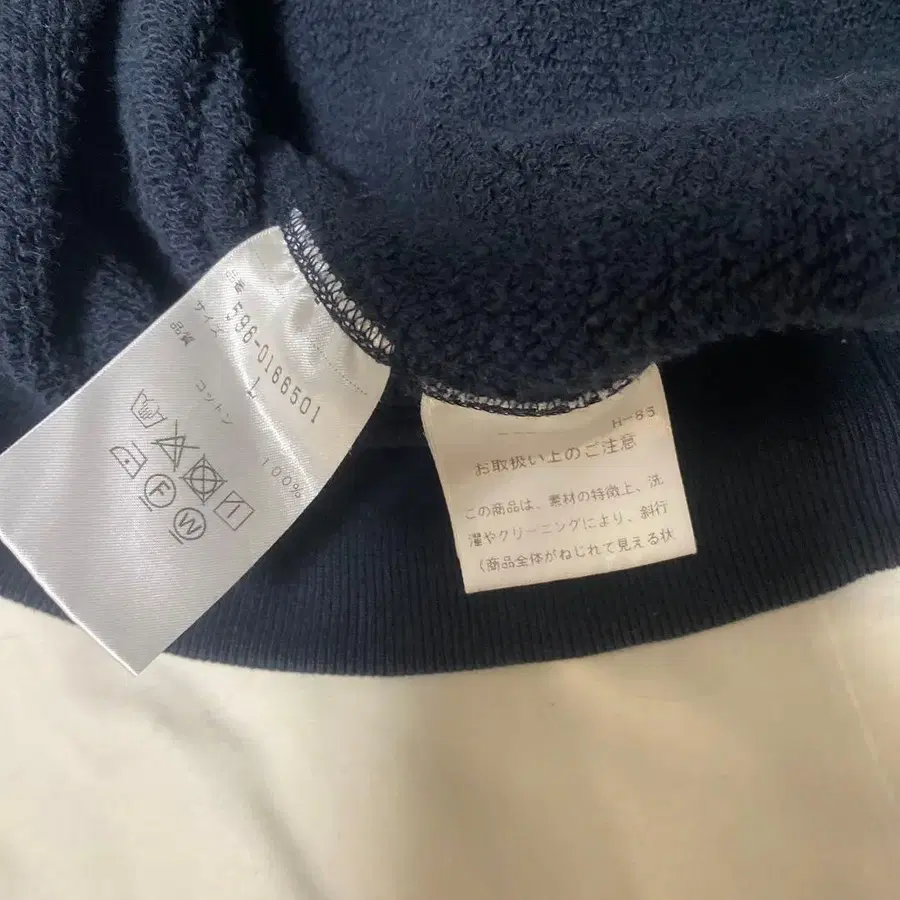 品番 596-0166501
サイズ L
品質 コットン 100%
F
W
H-85
お取扱い上のご注意
この商品は、素材の特徴上、洗
濯やクリーニングにより、斜行
(商品全体がねじれて見える状